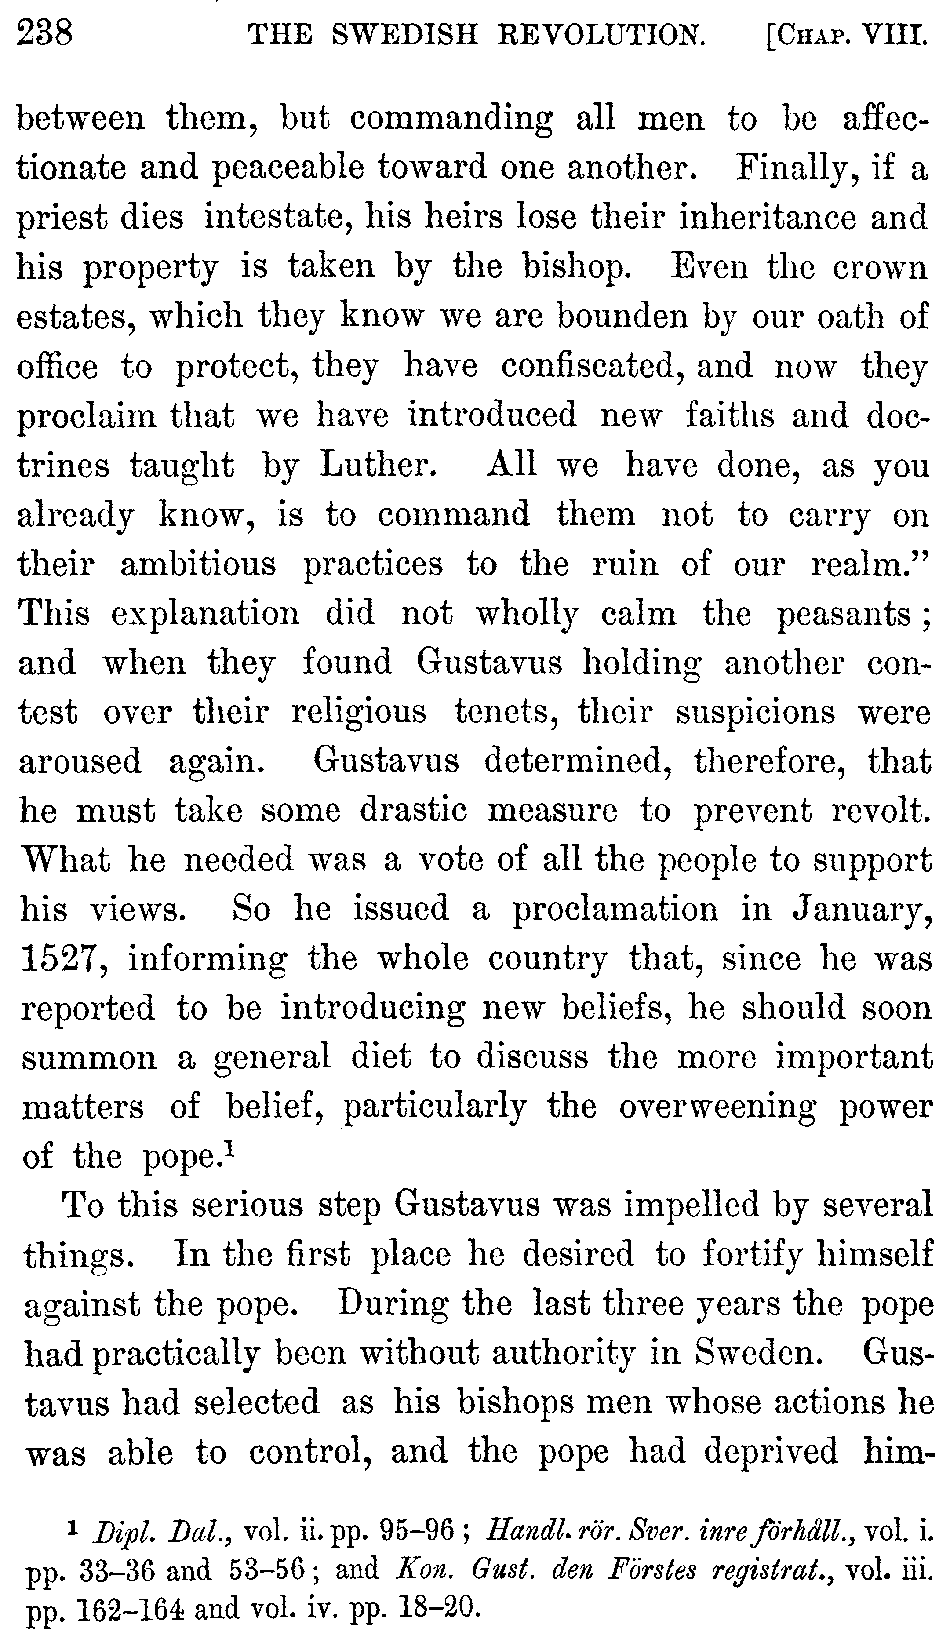 238 THE SWEDISH REVOLUTION. [CHAP. VIII.
between them, but commanding all men to be affec-
tionate and peaceable toward one another. Finally, if a
priest dies intestate, his heirs lose their inheritance and
his property is taken by the bishop. Even the crown
estates, which they know we are bounden by our oath of
office to protect, they have confiscated, and now they
proclaim that we have introduced new faiths and doc-
trines taught by Luther. All we have done, as you
already know, is to command them not to carry on
their ambitious practices to the ruin of our realm.”
This explanation did not wholly calm the peasants ;
and when they found Gustavus holding another con-
test over their religious tenets, their suspicions were
aroused again. Gustavus determined, therefore, that
he must take some drastic measure to prevent revolt.
What he needed was a vote of all the people to support
his views. So he issued a proclamation in January,
1527, informing the whole country that, since he was
reported to be introducing new beliefs, he should soon
summon a general diet to discuss the more important
matters of belief, particularly the overweening power
of the pope.¹
To this serious step Gustavus was impelled by several
things. In the first place he desired to fortify himself
against the pope. During the last three years the pope
had practically been without authority in Sweden. Gus-
tavus had selected as his bishops men whose actions he
was able to control, and the pope had deprived him-
¹ Dipl. Dal., vol. ii. pp. 95–96 ; Handl. rör. Sver. inre förhåll., vol. i.
pp. 33–36 and 53–56 ; and Kon. Gust. den Förstes registrat., vol. iii.
pp. 162–164 and vol. iv. pp. 18–20.